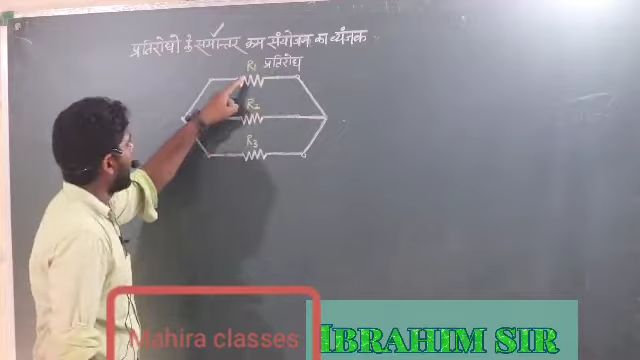 प्रतिरोधो के समान्तर क्रम संयोजन का व्यंजक
R1 प्रतिरोध
R2
R3
Mahira classes
IBRAHIM SIR